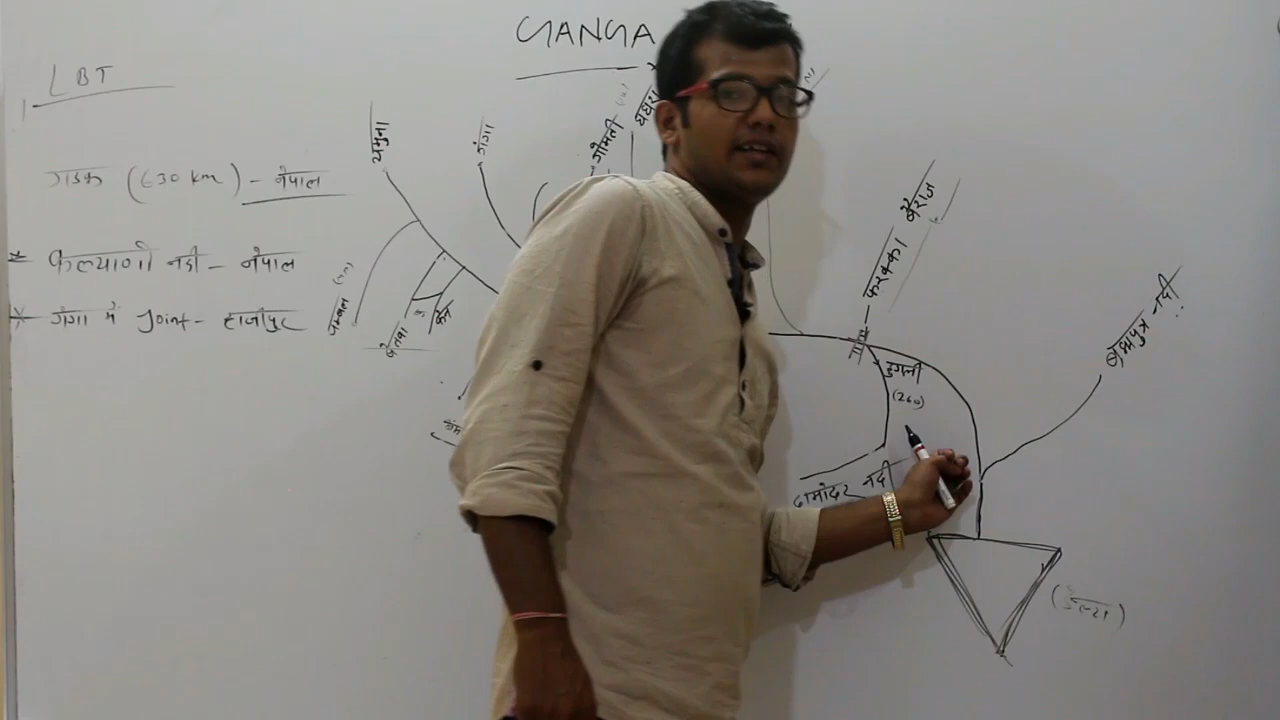 GANGA
LBT
गंडक (630 km) - नेपाल
* कल्याणी नदी - नेपाल
* गंगा में Joint - हाजीपुर
यमुना
गंगा
गोमती
घाघरा
चम्बल
बेतवा
केन
फरक्का बैराज
हुगली
(260)
दामोदर नदी
ब्रह्मपुत्र नदी
(डेल्टा)